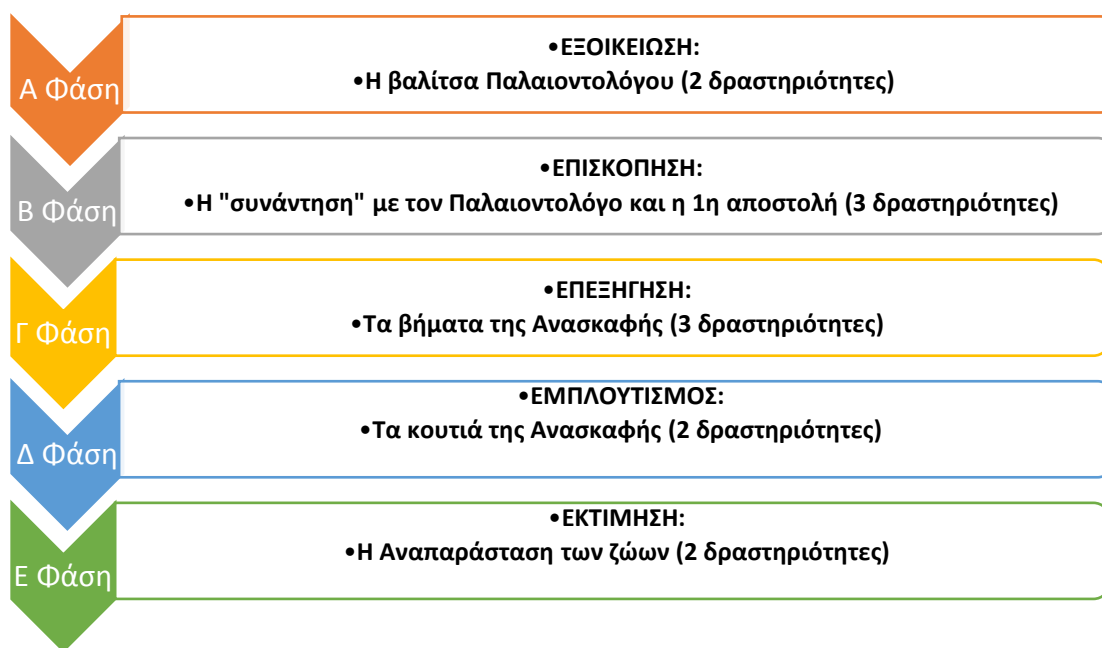 Α Φάση
•ΕΞΟΙΚΕΙΩΣΗ:
•Η βαλίτσα Παλαιοντολόγου (2 δραστηριότητες)
Β Φάση
•ΕΠΙΣΚΟΠΗΣΗ:
•Η "συνάντηση" με τον Παλαιοντολόγο και η 1η αποστολή (3 δραστηριότητες)
Γ Φάση
•ΕΠΕΞΗΓΗΣΗ:
•Τα βήματα της Ανασκαφής (3 δραστηριότητες)
Δ Φάση
•ΕΜΠΛΟΥΤΙΣΜΟΣ:
•Τα κουτιά της Ανασκαφής (2 δραστηριότητες)
Ε Φάση
•ΕΚΤΙΜΗΣΗ:
•Η Αναπαράσταση των ζώων (2 δραστηριότητες)